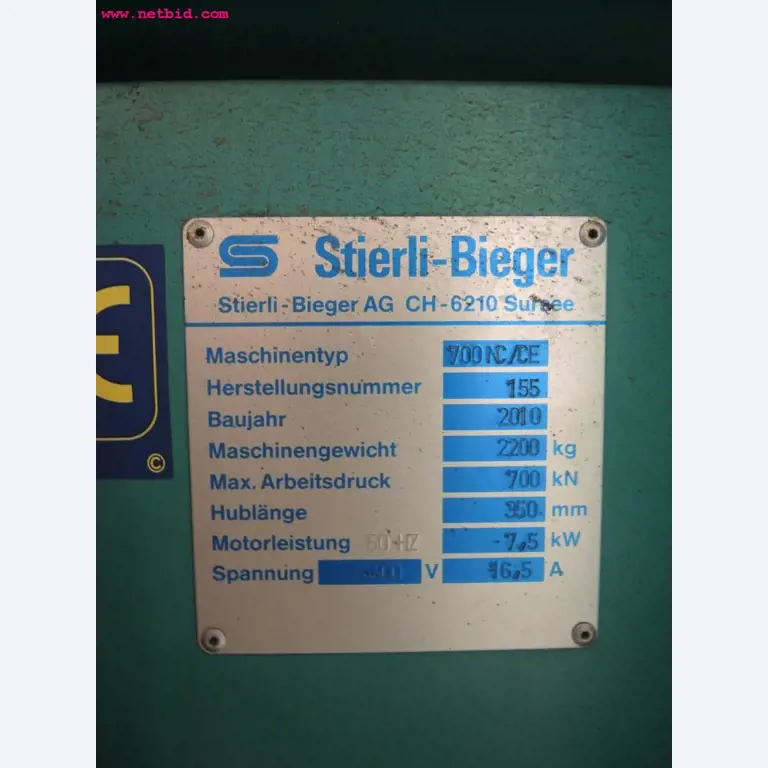 www.netbid.com
Stierli-Bieger
Stierli-Bieger AG CH-6210 Sursee
Maschinentyp 700 NC/CE
Herstellungsnummer 155
Baujahr 2010
Maschinengewicht 2200 kg
Max. Arbeitsdruck 700 kN
Hublänge 350 mm
Motorleistung HZ 7,5 kW
Spannung V 16,5 A
CE
©